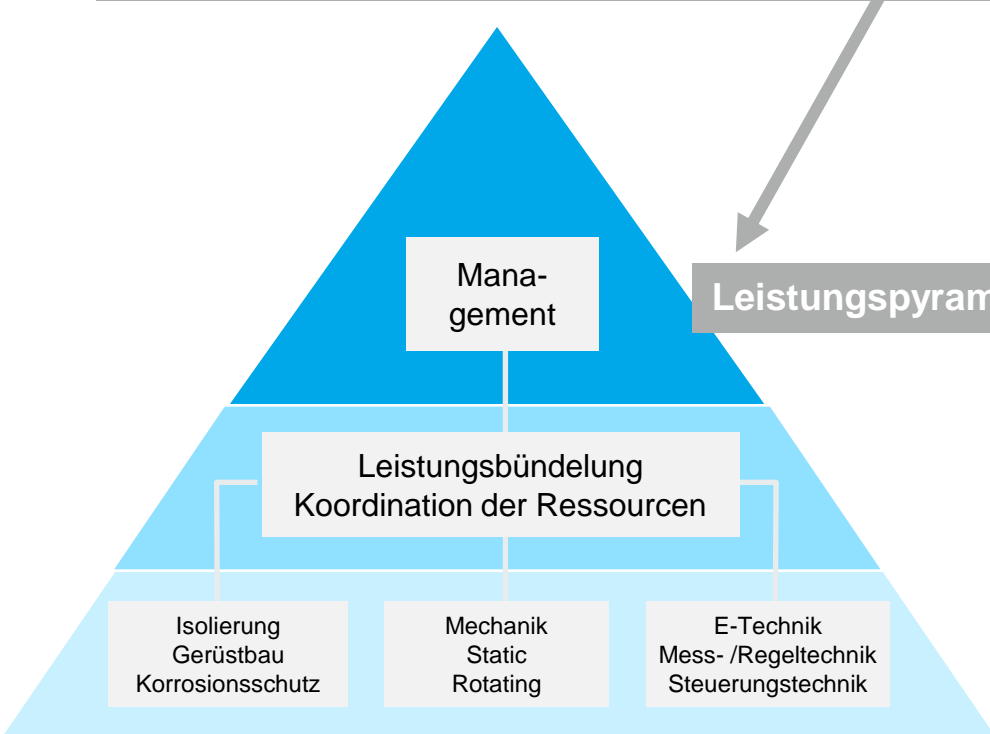 Mana-
gement
Leistungspyram
Leistungsbündelung
Koordination der Ressourcen
Isolierung
Gerüstbau
Korrosionsschutz
Mechanik
Static
Rotating
E-Technik
Mess- /Regeltechnik
Steuerungstechnik